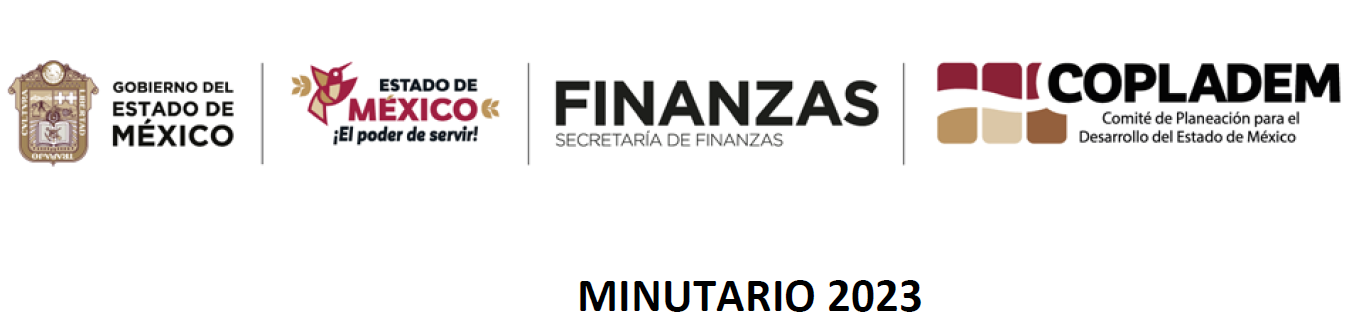 GOBIERNO DEL
ESTADO DE
MÉXICO
ESTADO DE
MÉXICO
¡El poder de servir!
FINANZAS
SECRETARÍA DE FINANZAS
COPLADEM
Comité de Planeación para el
Desarrollo del Estado de México
MINUTARIO 2023